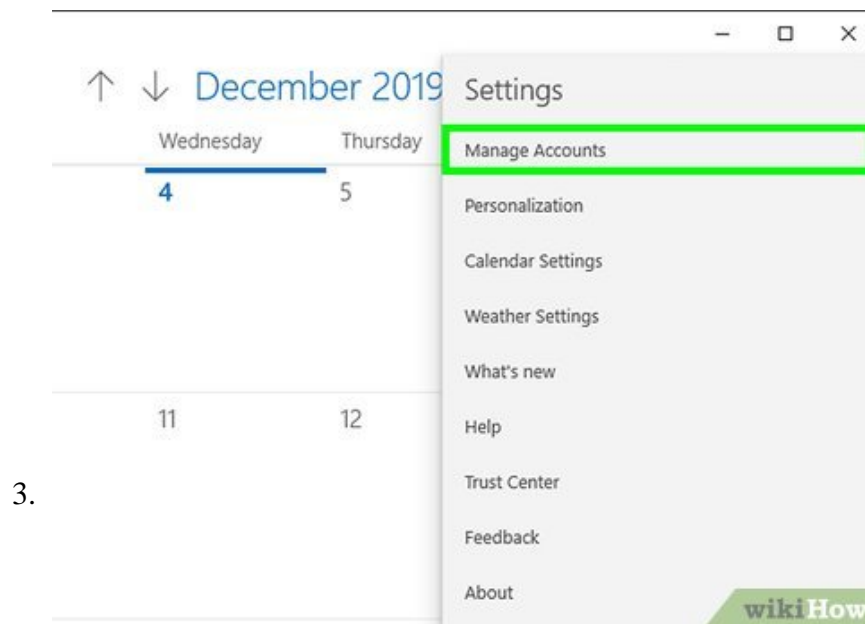 December 2019
Settings
Wednesday
Thursday
Manage Accounts
4
5
Personalization
Calendar Settings
Weather Settings
What's new
11
12
Help
3.
Trust Center
Feedback
About
wikiHow